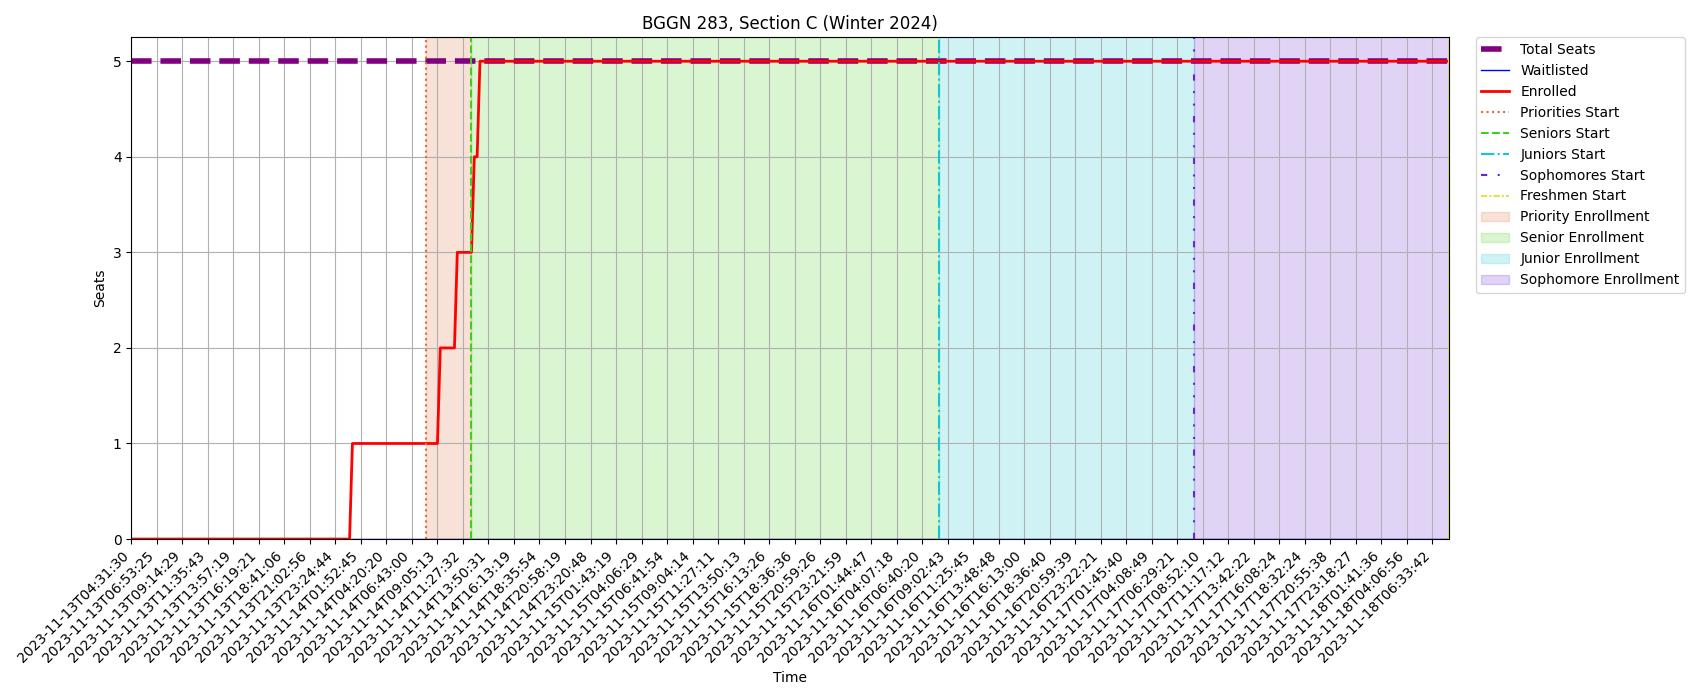 BGGN 283, Section C (Winter 2024)
5
4
3
2
1
0
Seats
2023-11-13T04:31:30
2023-11-13T06:53:25
2023-11-13T09:14:29
2023-11-13T11:35:43
2023-11-13T13:57:19
2023-11-13T16:19:21
2023-11-13T18:41:06
2023-11-13T21:02:56
2023-11-13T23:24:44
2023-11-14T01:52:45
2023-11-14T04:20:20
2023-11-14T06:43:00
2023-11-14T09:05:13
2023-11-14T11:27:32
2023-11-14T13:50:31
2023-11-14T16:13:19
2023-11-14T18:35:54
2023-11-14T20:58:19
2023-11-14T23:20:48
2023-11-15T01:43:19
2023-11-15T04:06:29
2023-11-15T06:41:54
2023-11-15T09:04:14
2023-11-15T11:27:11
2023-11-15T13:50:13
2023-11-15T16:13:26
2023-11-15T18:36:36
2023-11-15T20:59:26
2023-11-15T23:21:59
2023-11-16T01:44:47
2023-11-16T04:07:18
2023-11-16T06:40:20
2023-11-16T09:02:43
2023-11-16T11:25:45
2023-11-16T13:48:48
2023-11-16T16:13:00
2023-11-16T18:36:40
2023-11-16T20:59:39
2023-11-16T23:22:21
2023-11-17T01:45:40
2023-11-17T04:08:49
2023-11-17T06:29:21
2023-11-17T08:52:10
2023-11-17T11:17:12
2023-11-17T13:42:22
2023-11-17T16:08:24
2023-11-17T18:32:24
2023-11-17T20:55:38
2023-11-17T23:18:27
2023-11-18T01:41:36
2023-11-18T04:06:56
2023-11-18T06:33:42
Time
Total Seats
Waitlisted
Enrolled
Priorities Start
Seniors Start
Juniors Start
Sophomores Start
Freshmen Start
Priority Enrollment
Senior Enrollment
Junior Enrollment
Sophomore Enrollment